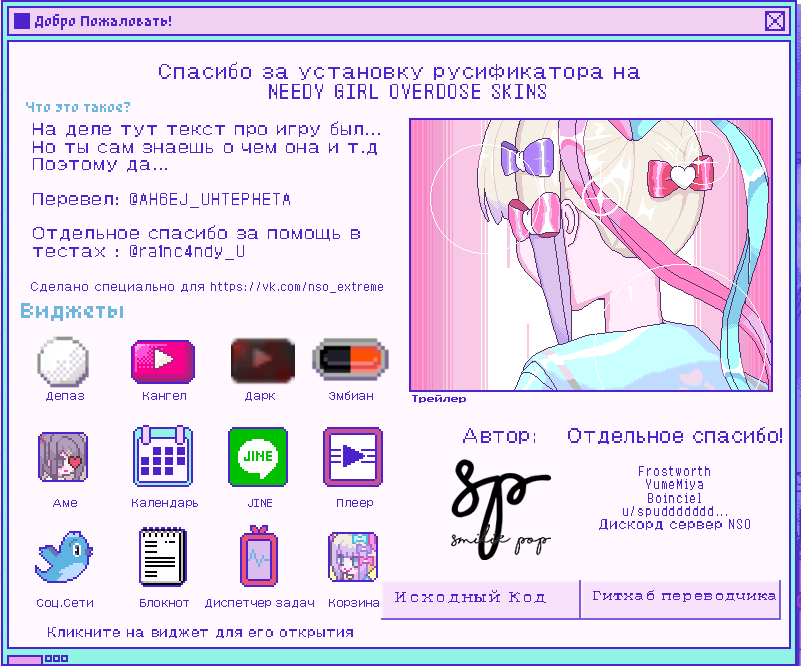 Добро Пожаловать!
Спасибо за установку русификатора на
NEEDY GIRL OVERDOSE SKINS
Что это такое?
На деле тут текст про игру был...
Но ты сам знаешь о чем она и т.д
Поэтому да...
Перевел: @AH6EJ_UHTEPHETA
Отдельное спасибо за помощь в
тестах : @ra1nc4ndy_U
Сделано специально для https://vk.com/nso_extreme
Виджеты
Депаз
Кангел
Дарк
Эмбиан
Аме
Календарь
JINE
JINE
Плеер
Соц.Сети
Блокнот
Диспетчер задач
Корзина
Кликните на виджет для его открытия
Трейлер
Автор:
sp
smilie pop
Отдельное спасибо!
Frostworth
YumeMiya
Boinciel
u/spuddddddd...
Дискорд сервер NSO
Исходный Код
Гитхаб переводчика